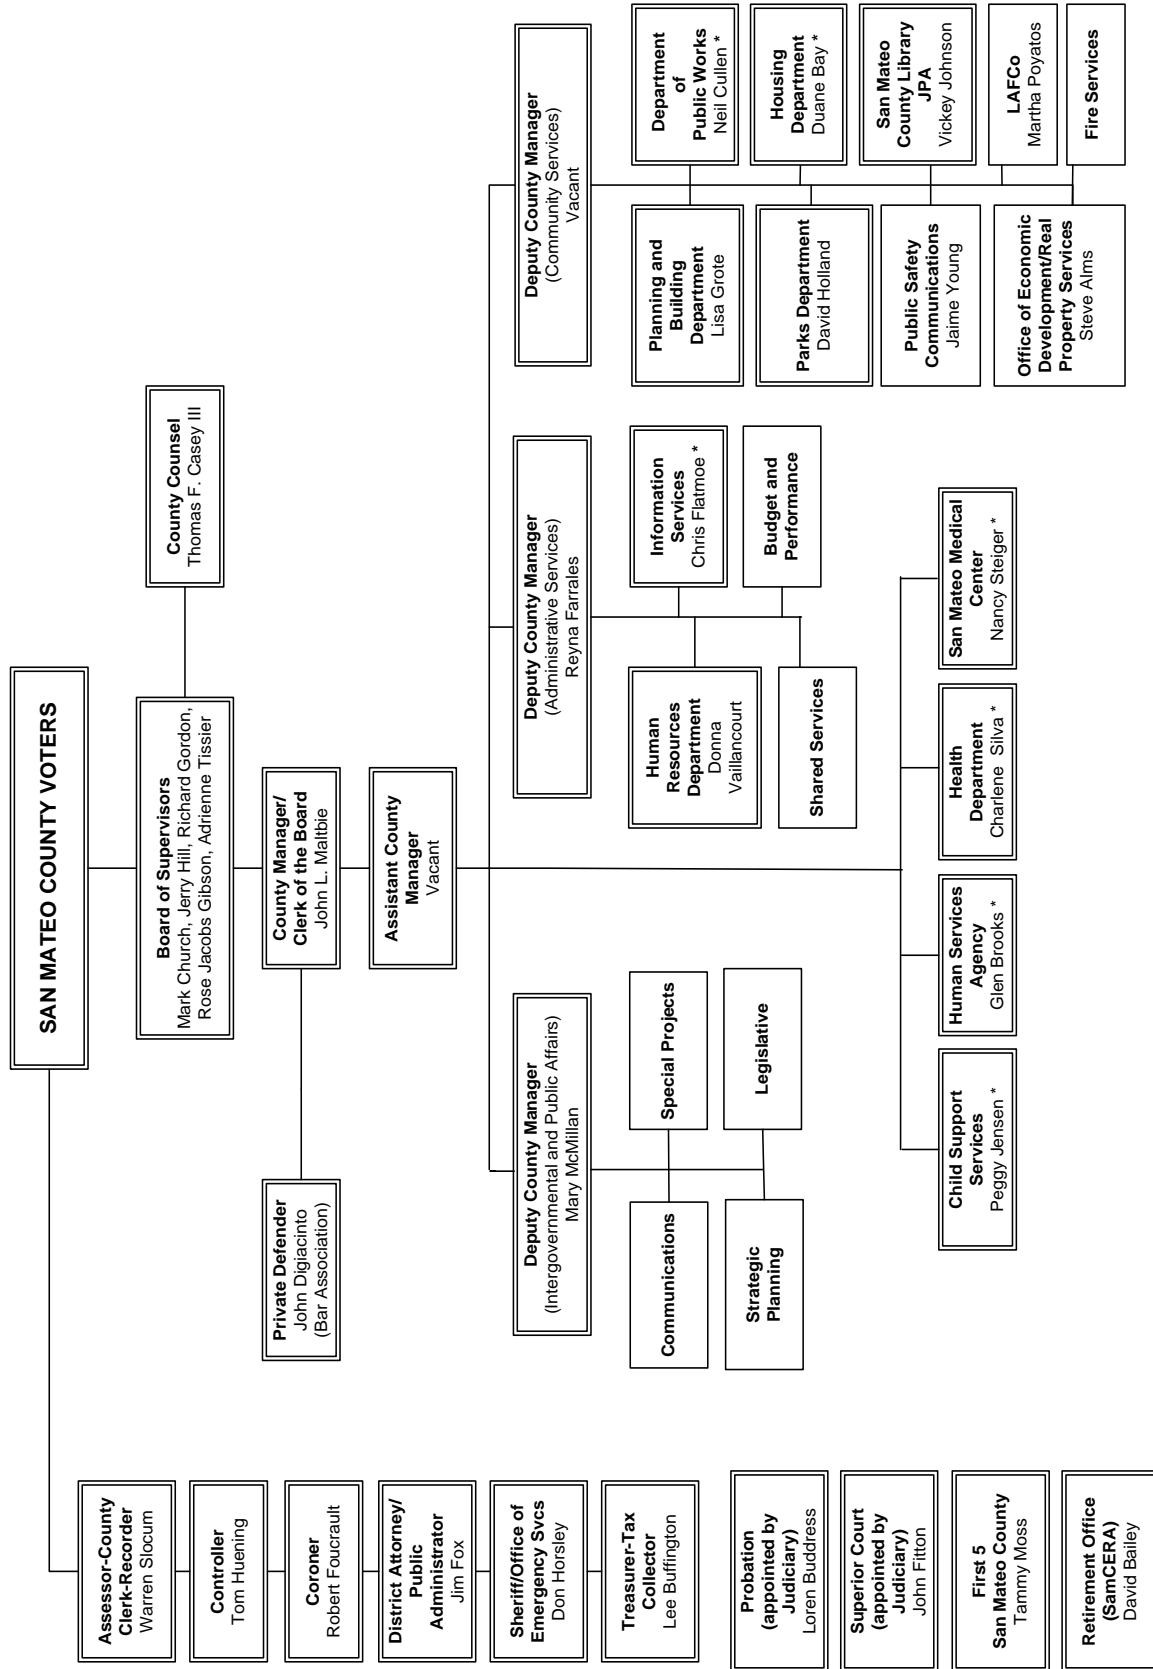 SAN MATEO COUNTY VOTERS
Board of Supervisors
Mark Church, Jerry Hill, Richard Gordon,
Rose Jacobs Gibson, Adrienne Tissier
County Counsel
Thomas F. Casey III
County Manager/
Clerk of the Board
John L. Maltbie
Private Defender
John Digiacinto
(Bar Association)
Assistant County
Manager
Vacant
Assessor-County
Clerk-Recorder
Warren Slocum
Controller
Tom Huening
Coroner
Robert Foucrault
District Attorney/
Public
Administrator
Jim Fox
Sheriff/Office of
Emergency Svcs
Don Horsley
Treasurer-Tax
Collector
Lee Buffington
Probation
(appointed by
Judiciary)
Loren Buddress
Superior Court
(appointed by
Judiciary)
John Fitton
First 5
San Mateo County
Tammy Moss
Retirement Office
(SamCERA)
David Bailey
Deputy County Manager
(Intergovernmental and Public Affairs)
Mary McMillan
Communications
Special Projects
Strategic
Planning
Legislative
Deputy County Manager
(Administrative Services)
Reyna Farrales
Human
Resources
Department
Donna
Vaillancourt
Information
Services
Chris Flatmoe *
Shared Services
Budget and
Performance
Deputy County Manager
(Community Services)
Vacant
Planning and
Building
Department
Lisa Grote
Department
of
Public Works
Neil Cullen *
Parks Department
David Holland
Housing
Department
Duane Bay *
Public Safety
Communications
Jaime Young
San Mateo
County Library
JPA
Vickey Johnson
Office of Economic
Development/Real
Property Services
Steve Alms
LAFCo
Martha Poyatos
Fire Services
Child Support
Services
Peggy Jensen *
Human Services
Agency
Glen Brooks *
Health
Department
Charlene Silva *
San Mateo Medical
Center
Nancy Steiger *